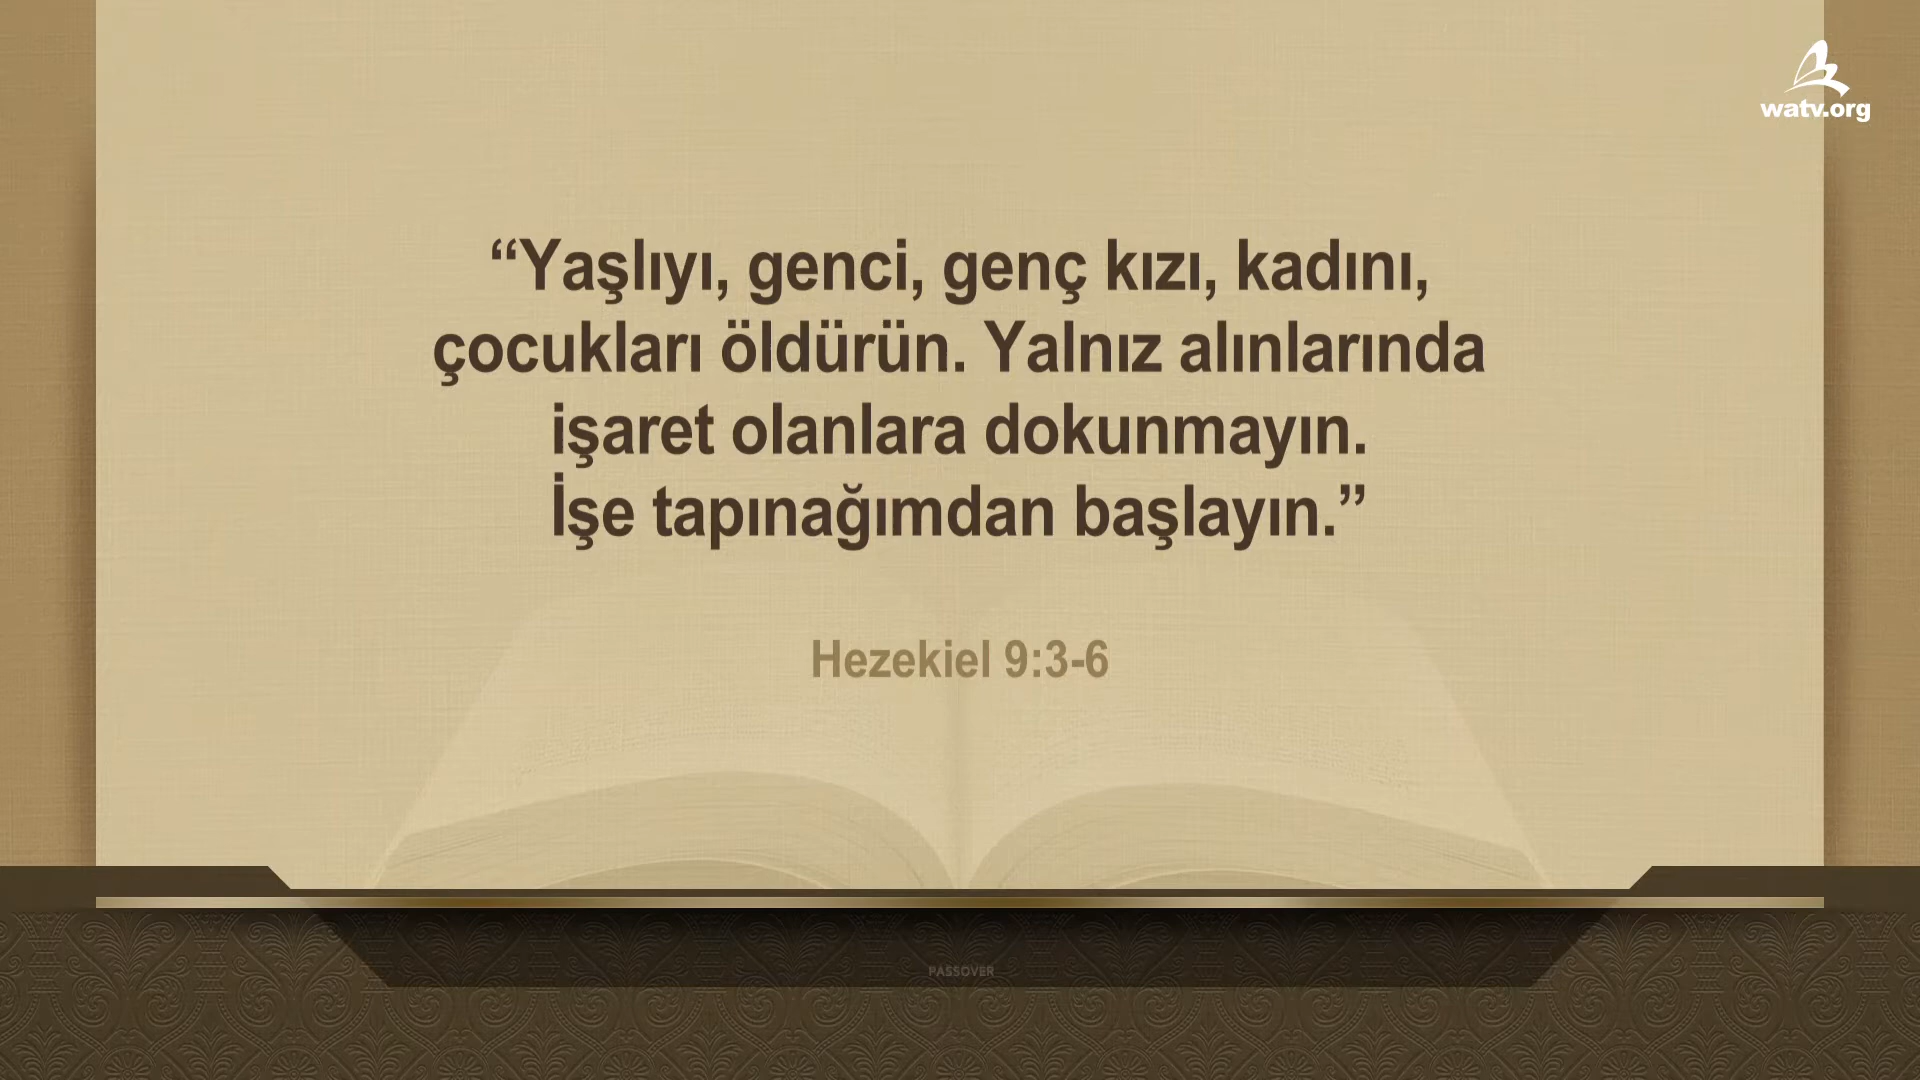 watv.org
“Yaşlıyı, genci, genç kızı, kadını,
çocukları öldürün. Yalnız alınlarında
işaret olanlara dokunmayın.
İşe tapınağımdan başlayın.”
Hezekiel 9:3-6
PASSOVER